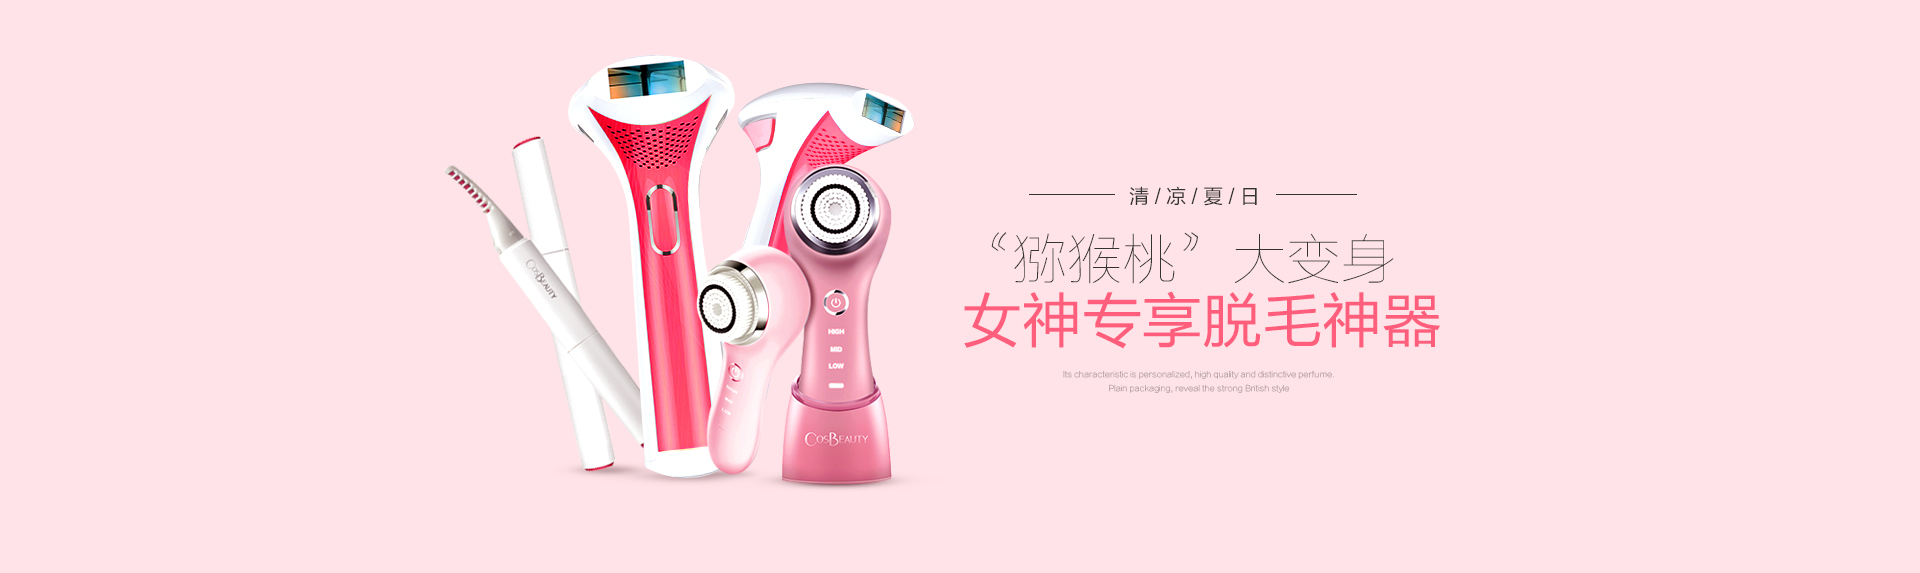 清/凉/夏/日
“猕猴桃” 大变身
女神专享脱毛神器
Its characteristic is personalized, high quality and distinctive perfume.
Plain packaging, reveal the strong British style
COSBEAUTY
HIGH
MID
LOW
COSBEAUTY